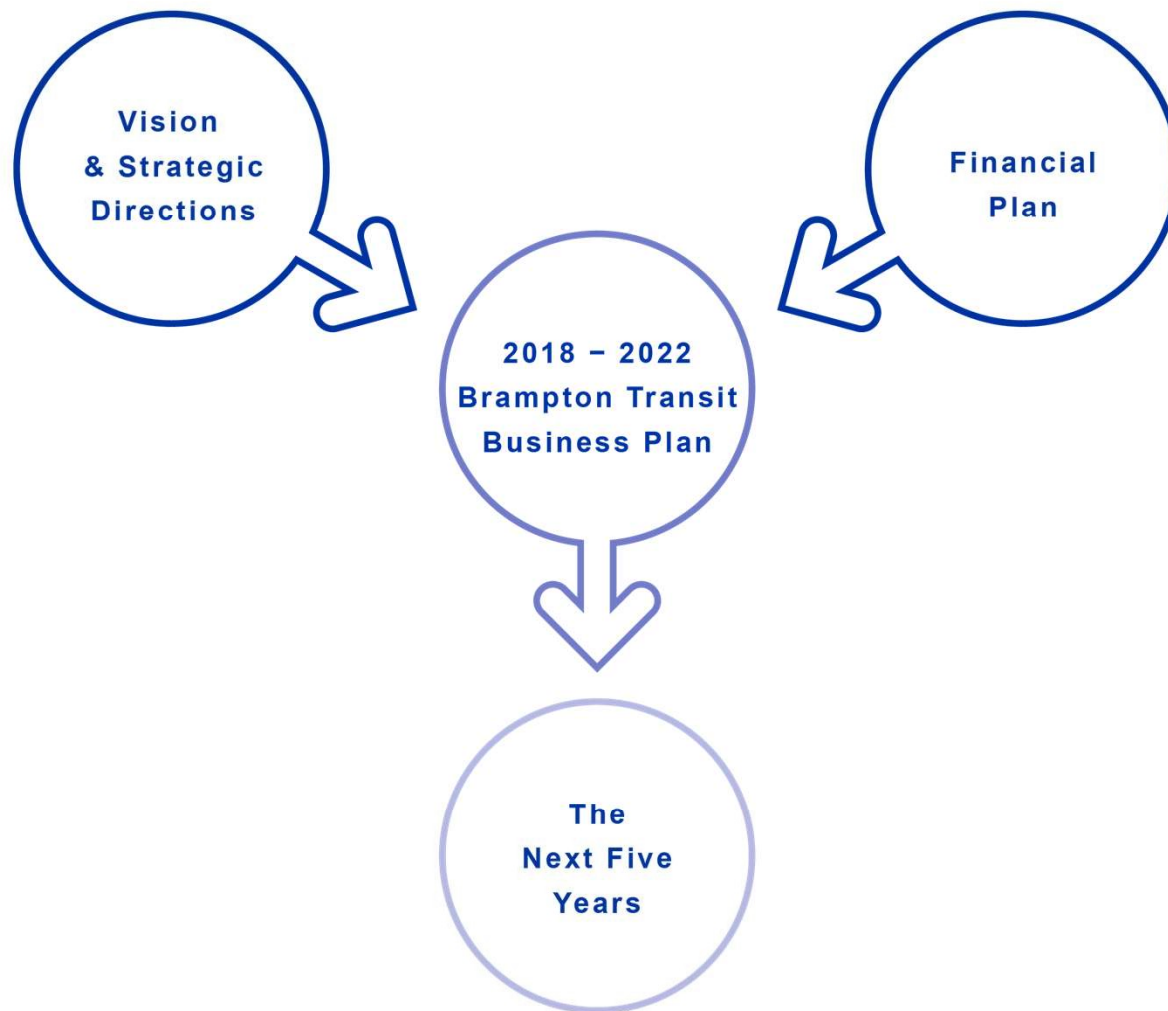 Vision
& Strategic
Directions
Financial
Plan
2018 – 2022
Brampton Transit
Business Plan
The
Next Five
Years